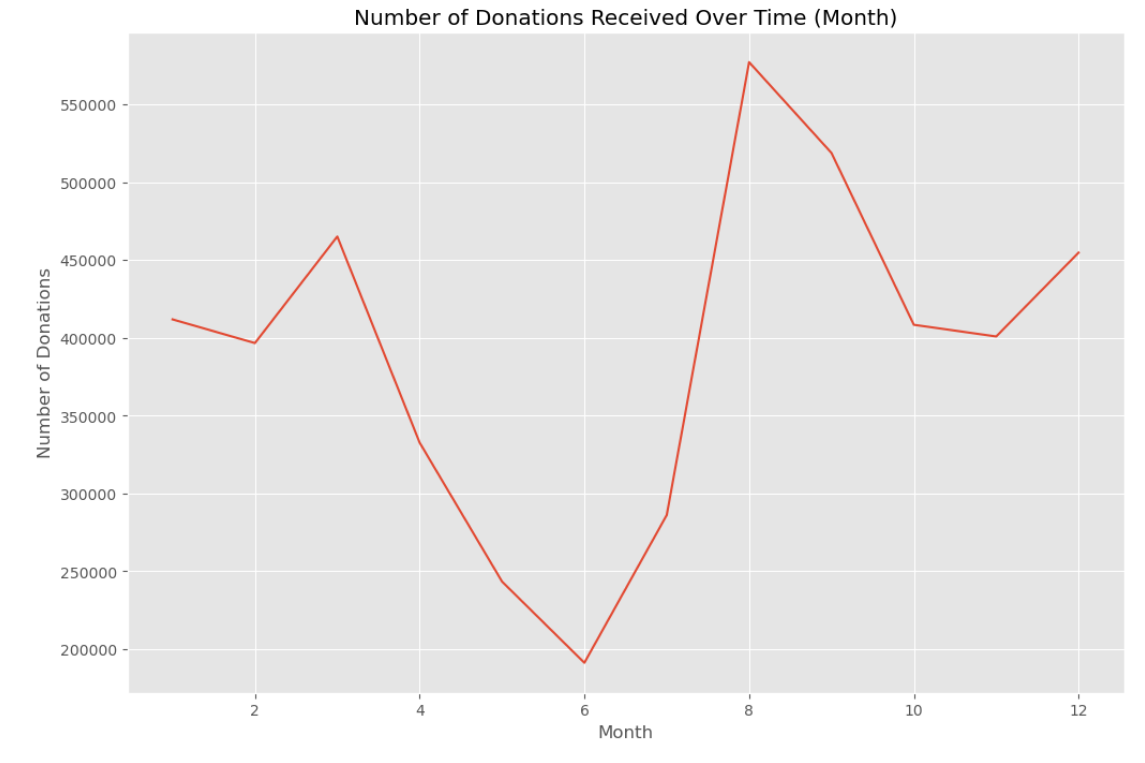 Number of Donations Received Over Time (Month)
550000
500000
450000
400000
350000
300000
250000
200000
Number of Donations
2 4 6 8 10 12
Month